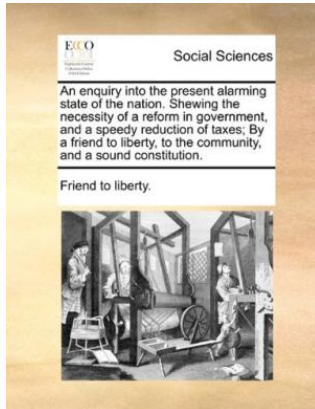 ECCO
Social Sciences
An enquiry into the present alarming
state of the nation. Shewing the
necessity of a reform in government,
and a speedy reduction of taxes; By
a friend to liberty, to the community,
and a sound constitution.
Friend to liberty.